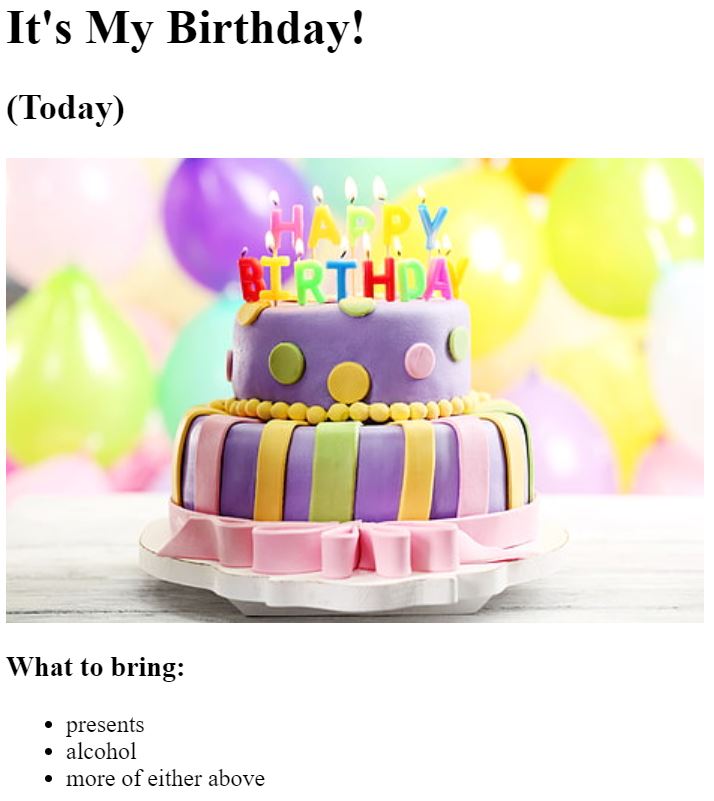 It's My Birthday!
(Today)
HAPPY
BIRTHDAY
What to bring:
presents
alcohol
more of either above